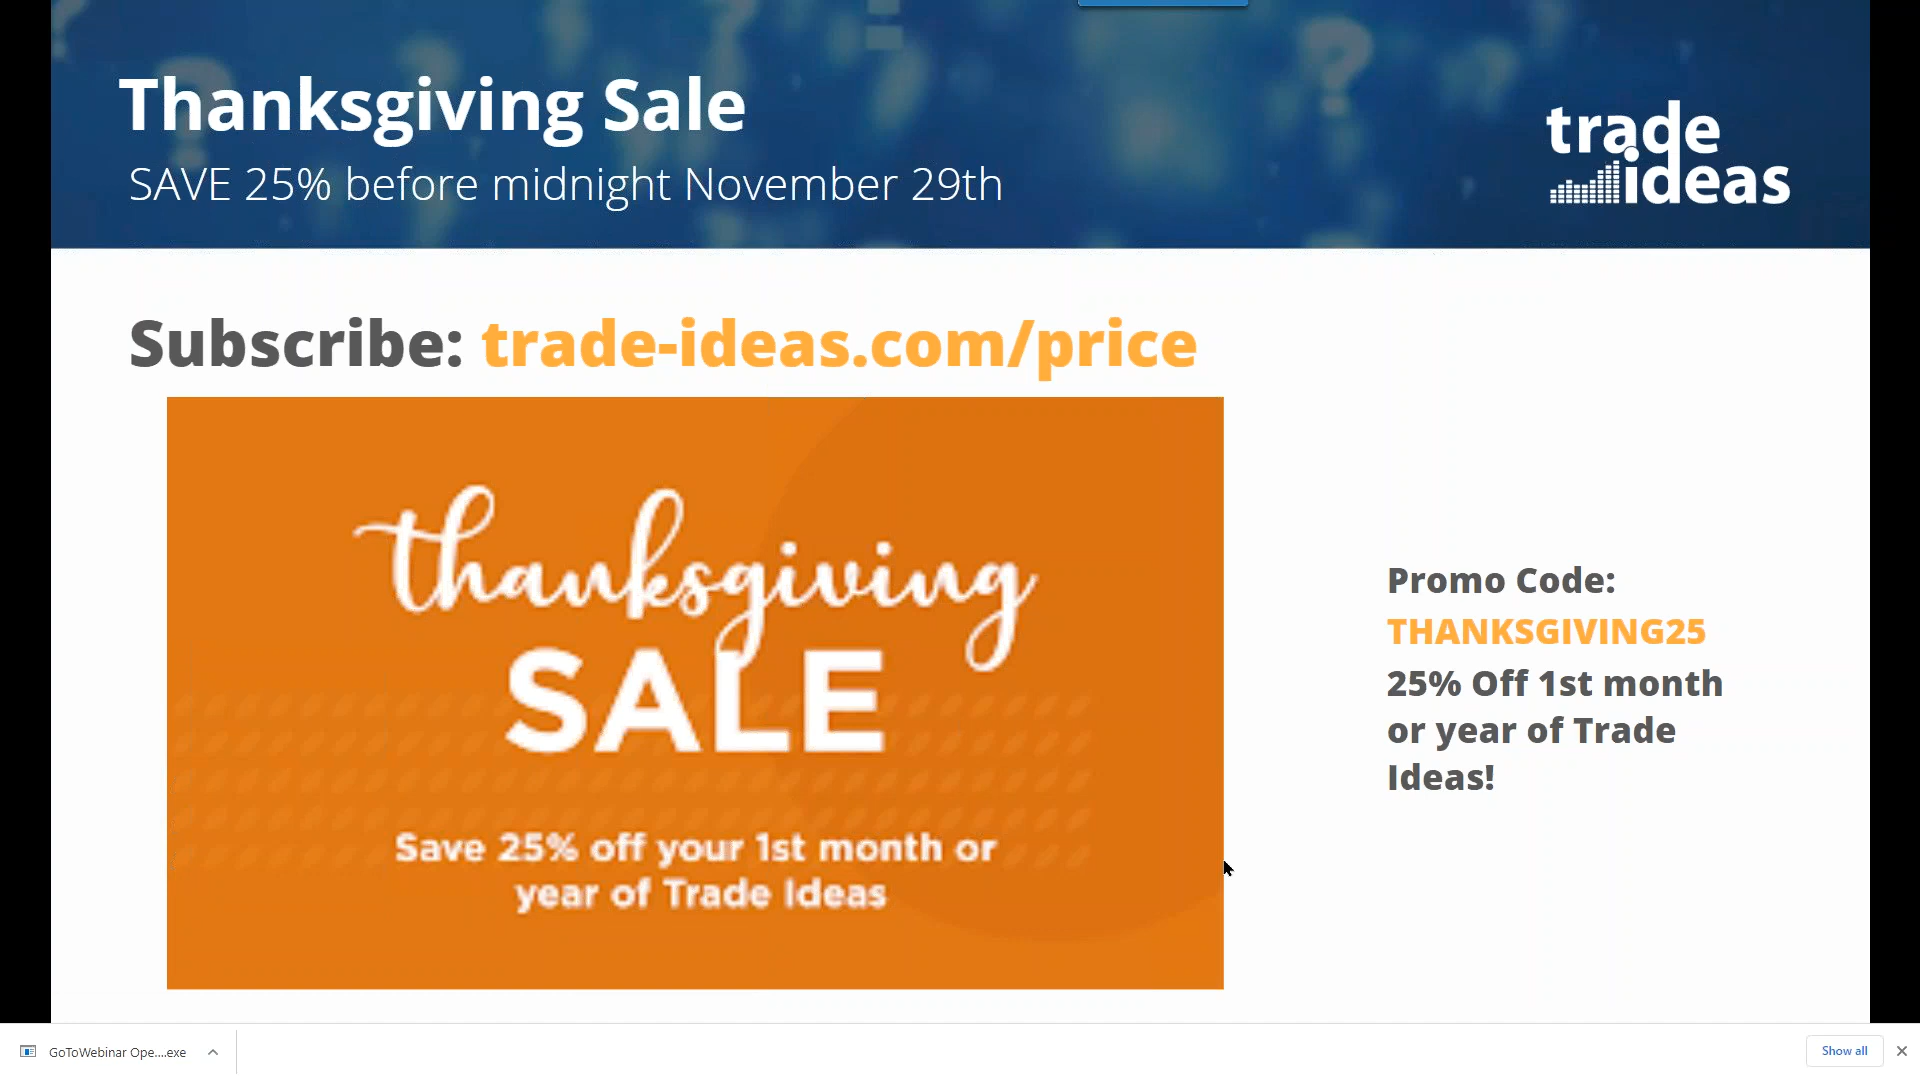 Thanksgiving Sale
SAVE 25% before midnight November 29th
trade
ideas
Subscribe: trade-ideas.com/price
thanksgiving
SALE
Save 25% off your 1st month or
year of Trade Ideas
Promo Code:
THANKSGIVING25
25% Off 1st month
or year of Trade
Ideas!
GoToWebinar Ope....exe
Show all